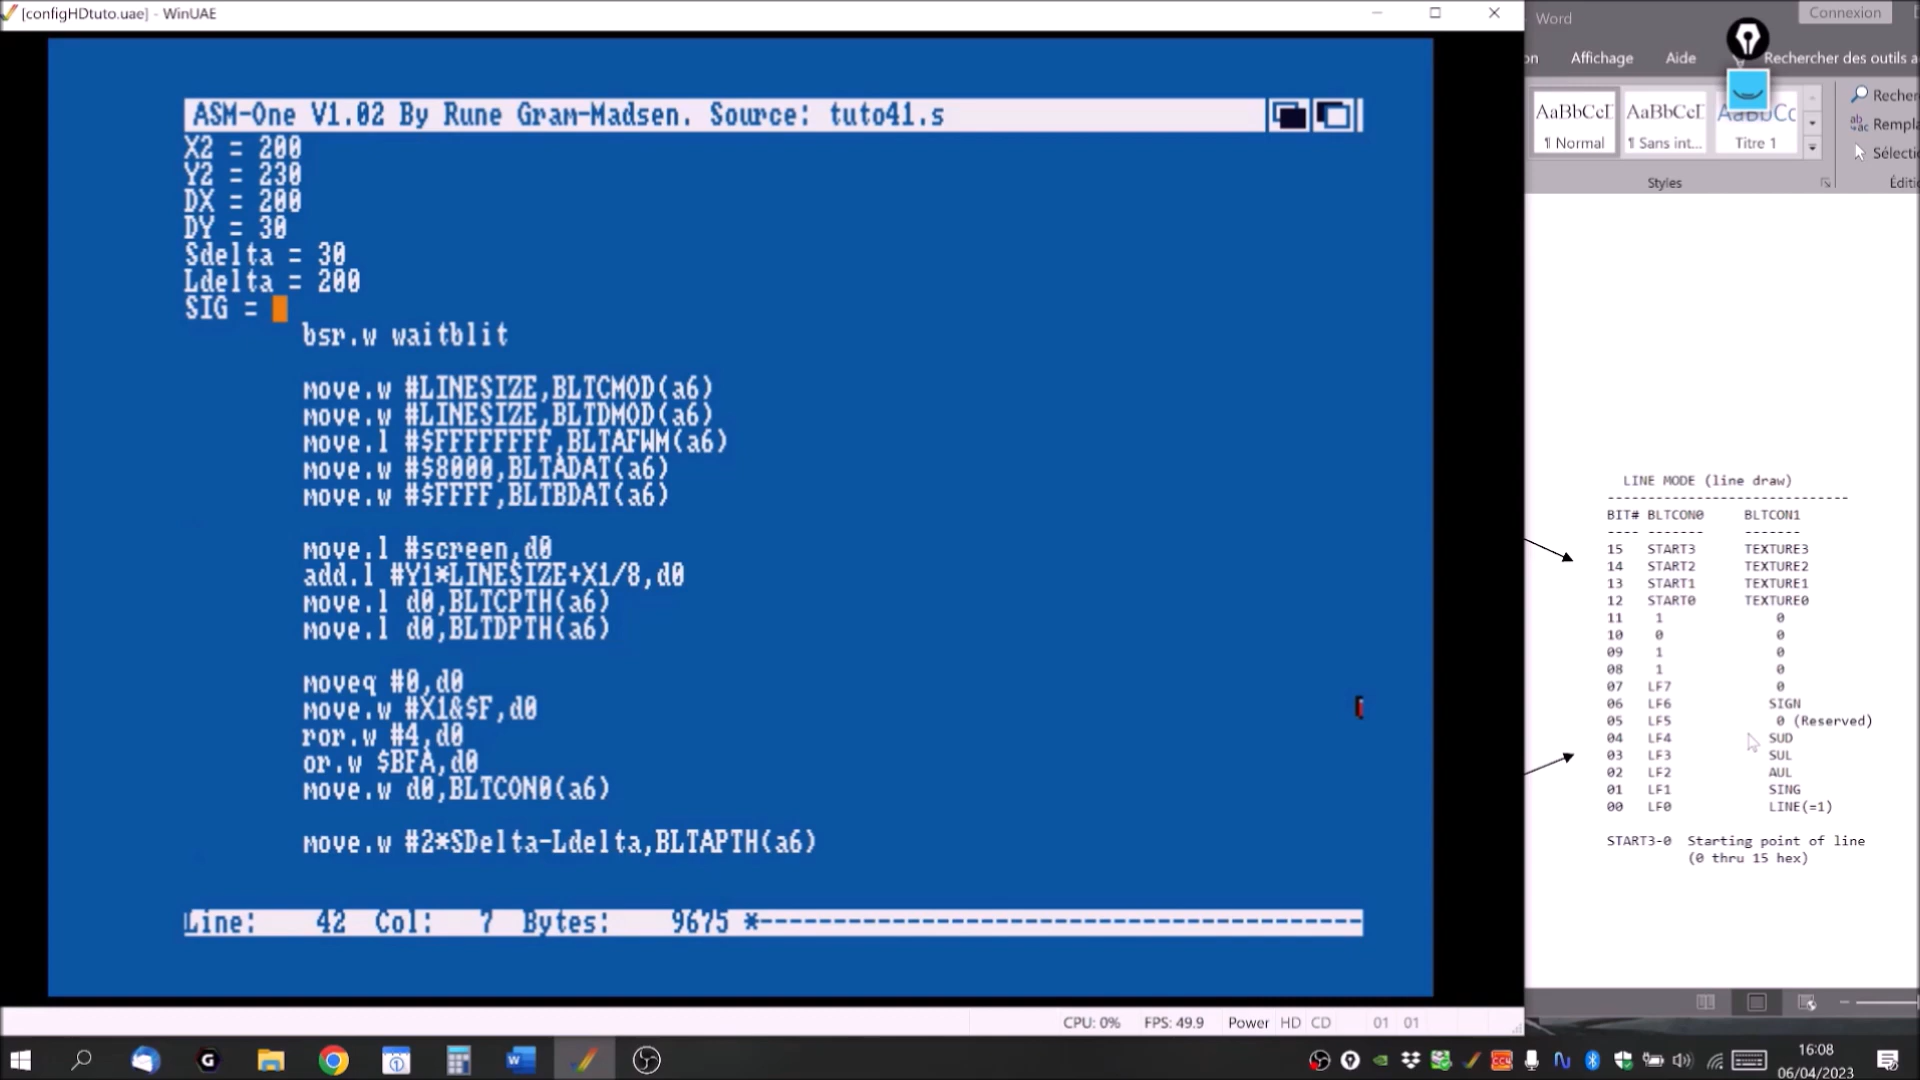 [configHDtuto.uae] - WinUAE
Word
Connexion
Affichage
Aide
Rechercher des outils a
ASM-One V1.02 By Rune Gram-Madsen. Source: tuto41.s
X2 = 200
Y2 = 230
DX = 200
DY = 30
Sdelta = 30
Ldelta = 200
SIG =
bsr.w waitblit
move.w #LINESIZE,BLTCMOD(a6)
move.w #LINESIZE,BLTDMOD(a6)
move.l #$FFFFFFFF,BLTAFWM(a6)
move.w #$8000,BLTADAT(a6)
move.w #$FFFF,BLTBDAT(a6)
move.l #screen,d0
add.l #Y1*LINESIZE+X1/8,d0
move.l d0,BLTCPTH(a6)
move.l d0,BLTDPTH(a6)
moveq #0,d0
move.w #X1&$F,d0
ror.w #4,d0
or.w $BFA,d0
move.w d0,BLTCON0(a6)
move.w #2*SDelta-Ldelta,BLTAPTH(a6)
Line: 42 Col: 7 Bytes: 9675 *----------------------------------------
CPU: 0% FPS: 49.9 Power HD CD 01 01
AaBbCcI AaBbCcI AaBbCc
¶ Normal ¶ Sans int... Titre 1
Recher
Rempla
Sélecti
Styles
Éditi
LINE MODE (line draw)
-----------------------------
BIT# BLTCON0 BLTCON1
---- ------- -------
15 START3 TEXTURE3
14 START2 TEXTURE2
13 START1 TEXTURE1
12 START0 TEXTURE0
11 1 0
10 0 0
09 1 0
08 1 0
07 LF7 0
06 LF6 SIGN
05 LF5 0 (Reserved)
04 LF4 SUD
03 LF3 SUL
02 LF2 AUL
01 LF1 SING
00 LF0 LINE(=1)
START3-0 Starting point of line
(0 thru 15 hex)
16:08
06/04/2023